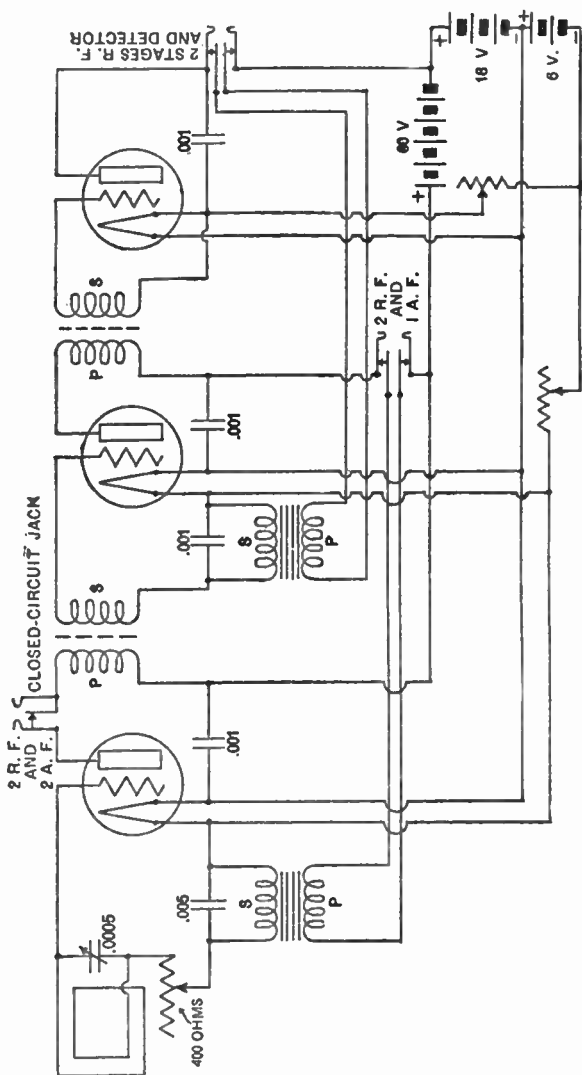 2 R. F.
AND
2 A. F.
CLOSED-CIRCUIT JACK
2 STAGES R. F.
AND DETECTOR
.0005
400 OHMS
P
S
P
S
.001
.005
.001
.001
.001
S
P
S
P
2 R. F.
AND
1 A. F.
+
60 V
+
18 V
−
+
6 V.
−